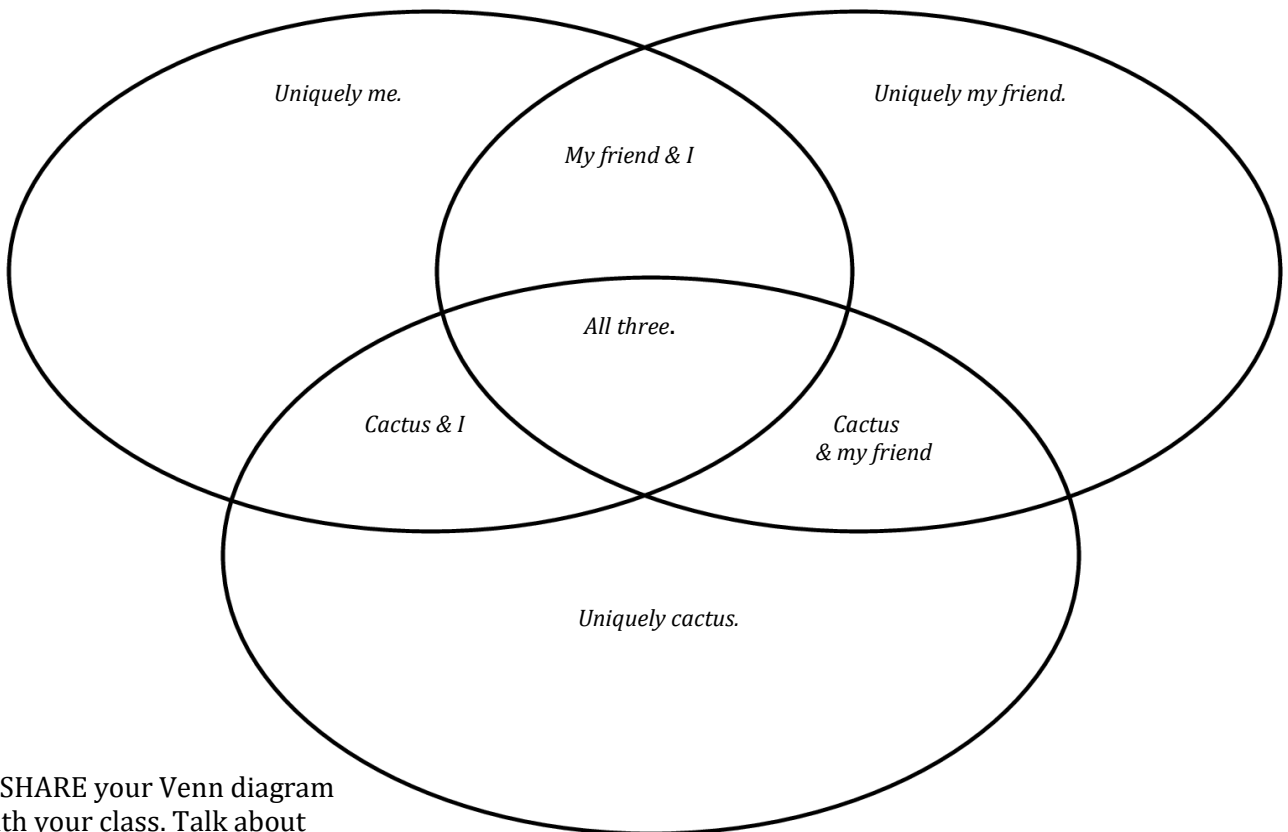 Uniquely me.
Uniquely my friend.
My friend & I
All three.
Cactus & I
Cactus
& my friend
Uniquely cactus.
SHARE your Venn diagram
with your class. Talk about